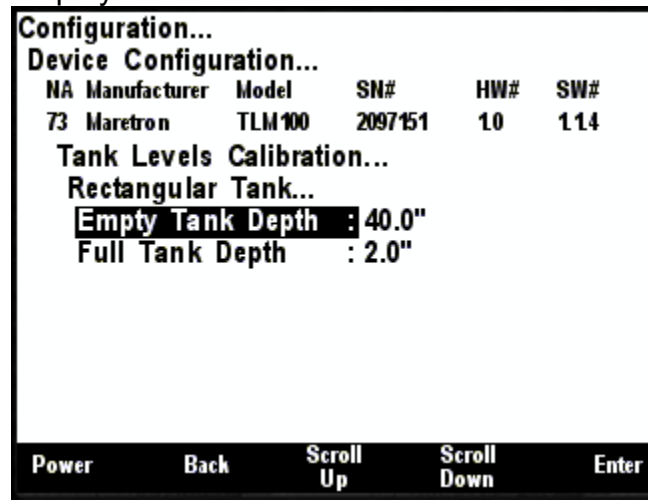 Configuration...
Device Configuration...
NA Manufacturer Model SN# HW# SW#
73 Maretron TLM100 2097151 1.0 1.1.4
Tank Levels Calibration...
Rectangular Tank...
Empty Tank Depth : 40.0"
Full Tank Depth : 2.0"
Power Back Scroll Up Scroll Down Enter